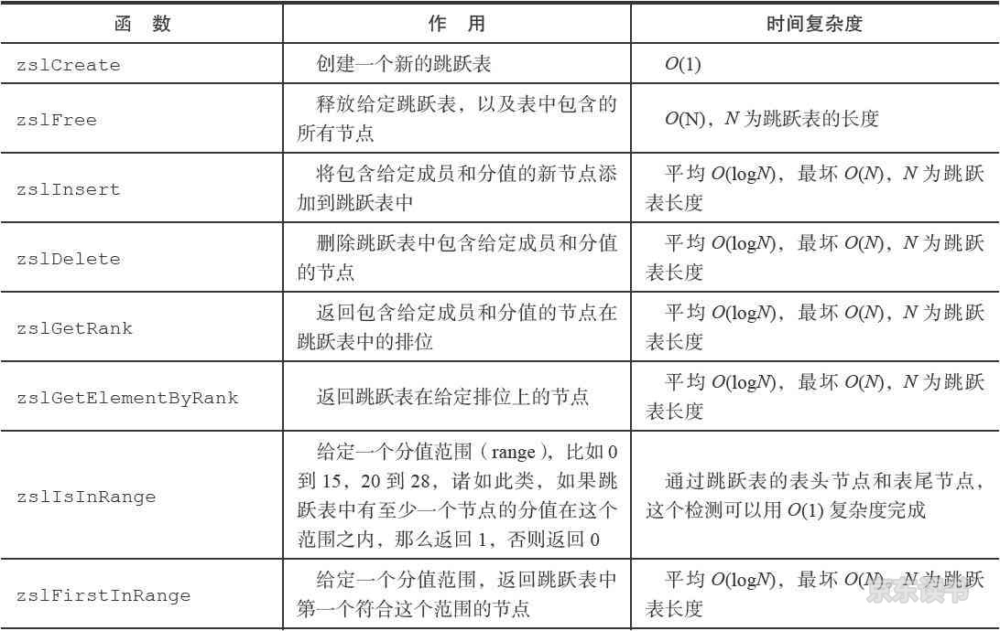 函 数 作 用 时间复杂度
zslCreate 创建一个新的跳跃表 O(1)
zslFree 释放给定跳跃表，以及表中包含的
所有节点 O(N)，N 为跳跃表的长度
zslInsert 将包含给定成员和分值的新节点添
加到跳跃表中 平均 O(logN)，最坏 O(N)，N 为跳跃
表长度
zslDelete 删除跳跃表中包含给定成员和分值
的节点 平均 O(logN)，最坏 O(N)，N 为跳跃
表长度
zslGetRank 返回包含给定成员和分值的节点在
跳跃表中的排位 平均 O(logN)，最坏 O(N)，N 为跳跃
表长度
zslGetElementByRank 返回跳跃表在给定排位上的节点 平均 O(logN)，最坏 O(N)，N 为跳跃
表长度
zslIsInRange 给定一个分值范围（range），比如 0
到 15，20 到 28，诸如此类，如果跳
跃表中有至少一个节点的分值在这个
范围之内，那么返回 1，否则返回 0
通过跳跃表的表头节点和表尾节点，
这个检测可以用 O(1) 复杂度完成
zslFirstInRange 给定一个分值范围，返回跳跃表中
第一个符合这个范围的节点 平均 O(logN)，最坏 O(N)，N 为跳跃
表长度
京东读书